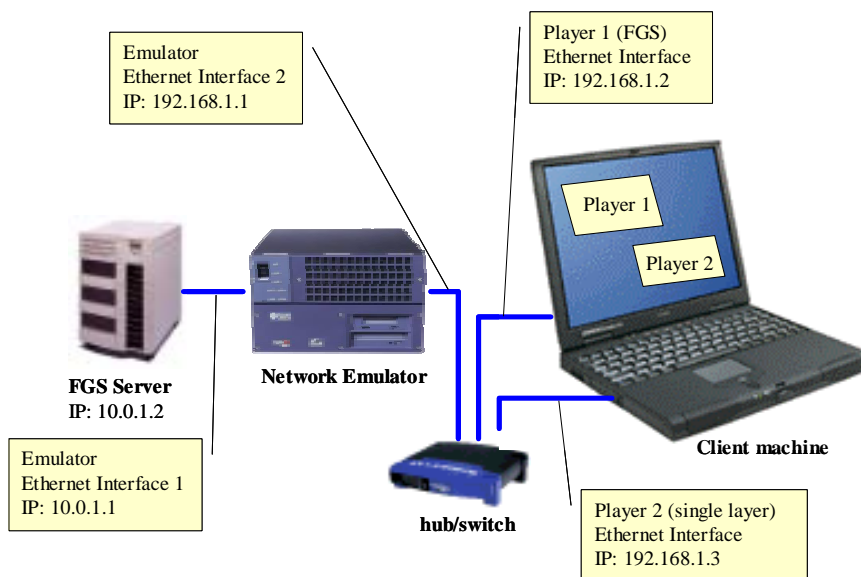 Emulator
Ethernet Interface 2
IP: 192.168.1.1
Player 1 (FGS)
Ethernet Interface
IP: 192.168.1.2
Player 1
Player 2
FGS Server
IP: 10.0.1.2
Network Emulator
Client machine
Emulator
Ethernet Interface 1
IP: 10.0.1.1
hub/switch
Player 2 (single layer)
Ethernet Interface
IP: 192.168.1.3